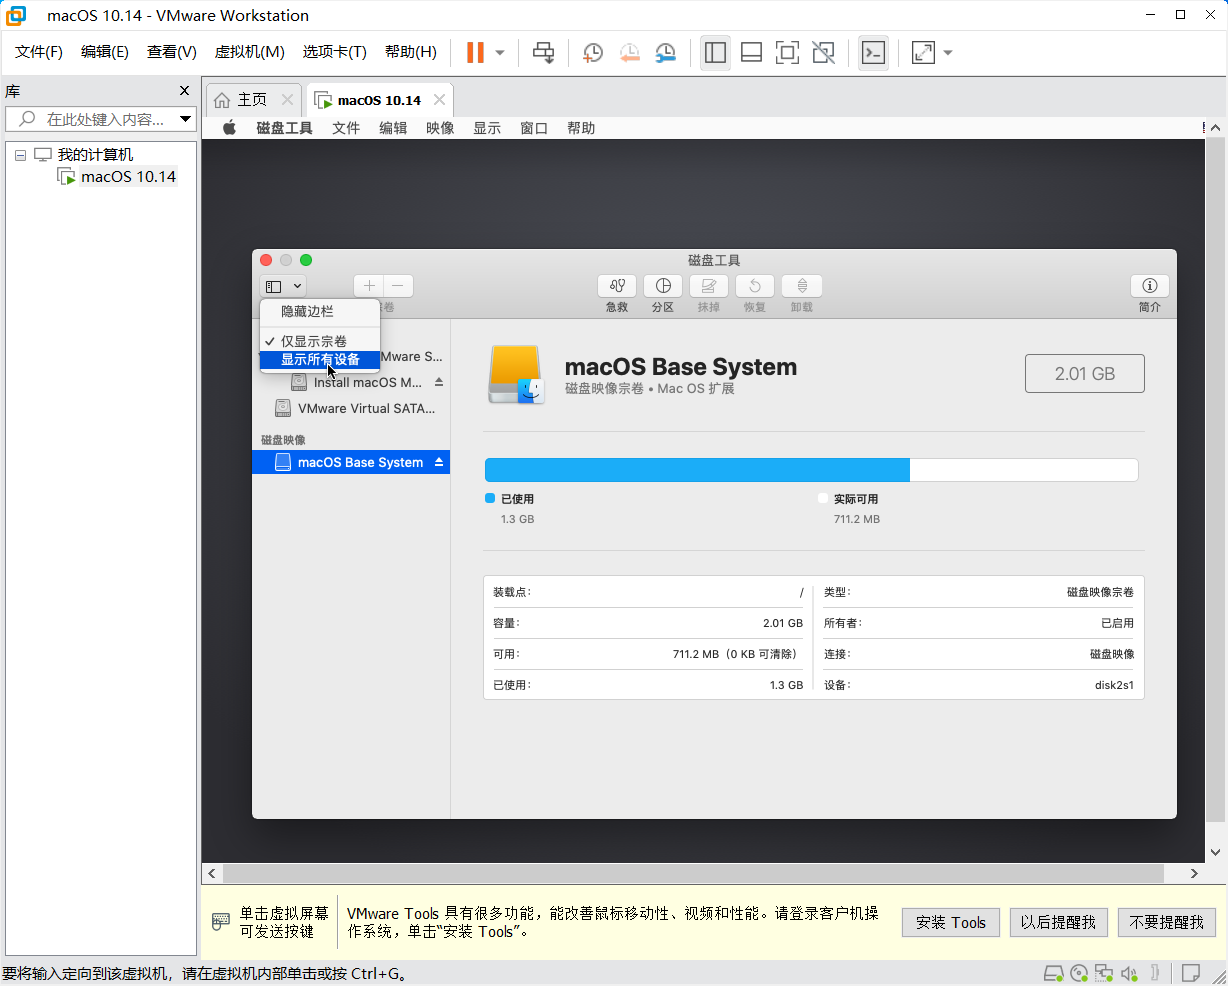 macOS 10.14 - VMware Workstation
文件(F) 编辑(E) 查看(V) 虚拟机(M) 选项卡(T) 帮助(H)
库
在此处键入内容...
我的计算机
macOS 10.14
主页
macOS 10.14
磁盘工具 文件 编辑 映像 显示 窗口 帮助
磁盘工具
急救 分区 抹掉 恢复 卸载 简介
卷
隐藏边栏
✓ 仅显示宗卷
显示所有设备
Mware S...
Install macOS M...
VMware Virtual SATA...
磁盘映像
macOS Base System
macOS Base System
磁盘映像宗卷 • Mac OS 扩展
2.01 GB
已使用
1.3 GB
实际可用
711.2 MB
装载点: /
容量: 2.01 GB
可用: 711.2 MB（0 KB 可清除）
已使用: 1.3 GB
类型: 磁盘映像宗卷
所有者: 已启用
连接: 磁盘映像
设备: disk2s1
单击虚拟屏幕
可发送按键
VMware Tools 具有很多功能，能改善鼠标移动性、视频和性能。请登录客户机操
作系统，单击“安装 Tools”。
安装 Tools
以后提醒我
不要提醒我
要将输入定向到该虚拟机，请在虚拟机内部单击或按 Ctrl+G。